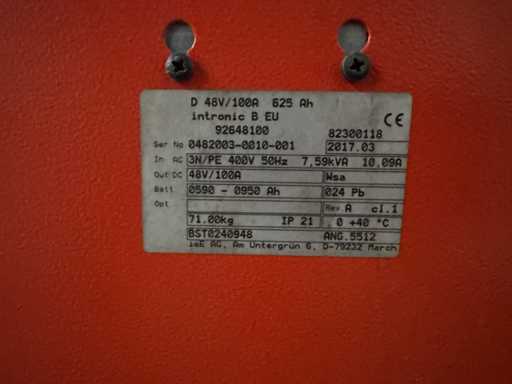 D 48V/100A 625 Ah
intronic B EU
92648100 82300118 CE
Ser No 0482003-0010-001 2017.03
In AC 3N/PE 400V 50Hz 7,59kVA 10.09A
Out DC 48V/100A Wsa
Batt 0590 - 0950 Ah 024 Pb
Opt Rev A cl.1
71.00kg IP 21 0 +40 °C
BST0240948 ANG.5512
ieE AG, Am Untergrün 6, D-79232 March